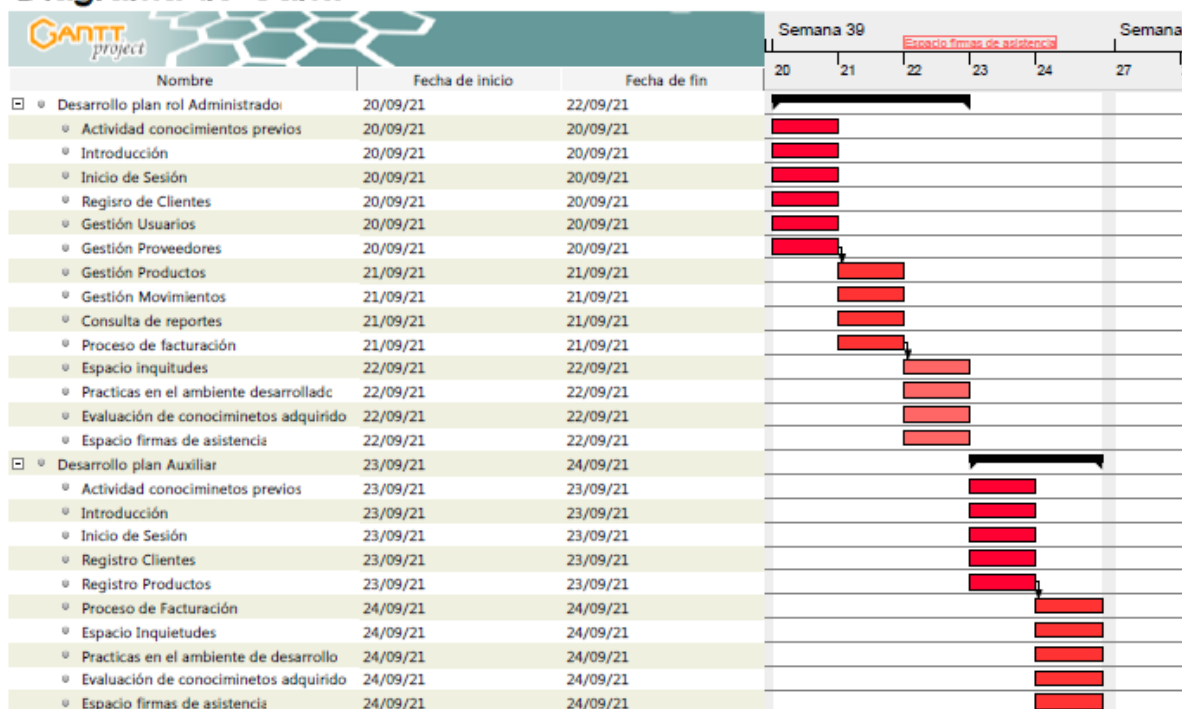 GANTT
project
Semana 39
Semana
Espacio firmas de asistencia
Nombre Fecha de inicio Fecha de fin
20 21 22 23 24 27
Desarrollo plan rol Administrador 20/09/21 22/09/21
Actividad conocimientos previos 20/09/21 20/09/21
Introducción 20/09/21 20/09/21
Inicio de Sesión 20/09/21 20/09/21
Regisro de Clientes 20/09/21 20/09/21
Gestión Usuarios 20/09/21 20/09/21
Gestión Proveedores 20/09/21 20/09/21
Gestión Productos 21/09/21 21/09/21
Gestión Movimientos 21/09/21 21/09/21
Consulta de reportes 21/09/21 21/09/21
Proceso de facturación 21/09/21 21/09/21
Espacio inquitudes 22/09/21 22/09/21
Practicas en el ambiente desarrollado 22/09/21 22/09/21
Evaluación de conociminetos adquirido 22/09/21 22/09/21
Espacio firmas de asistencia 22/09/21 22/09/21
Desarrollo plan Auxiliar 23/09/21 24/09/21
Actividad conociminetos previos 23/09/21 23/09/21
Introducción 23/09/21 23/09/21
Inicio de Sesión 23/09/21 23/09/21
Registro Clientes 23/09/21 23/09/21
Registro Productos 23/09/21 23/09/21
Proceso de Facturación 24/09/21 24/09/21
Espacio Inquietudes 24/09/21 24/09/21
Practicas en el ambiente de desarrollo 24/09/21 24/09/21
Evaluación de conociminetos adquirido 24/09/21 24/09/21
Espacio firmas de asistencia 24/09/21 24/09/21